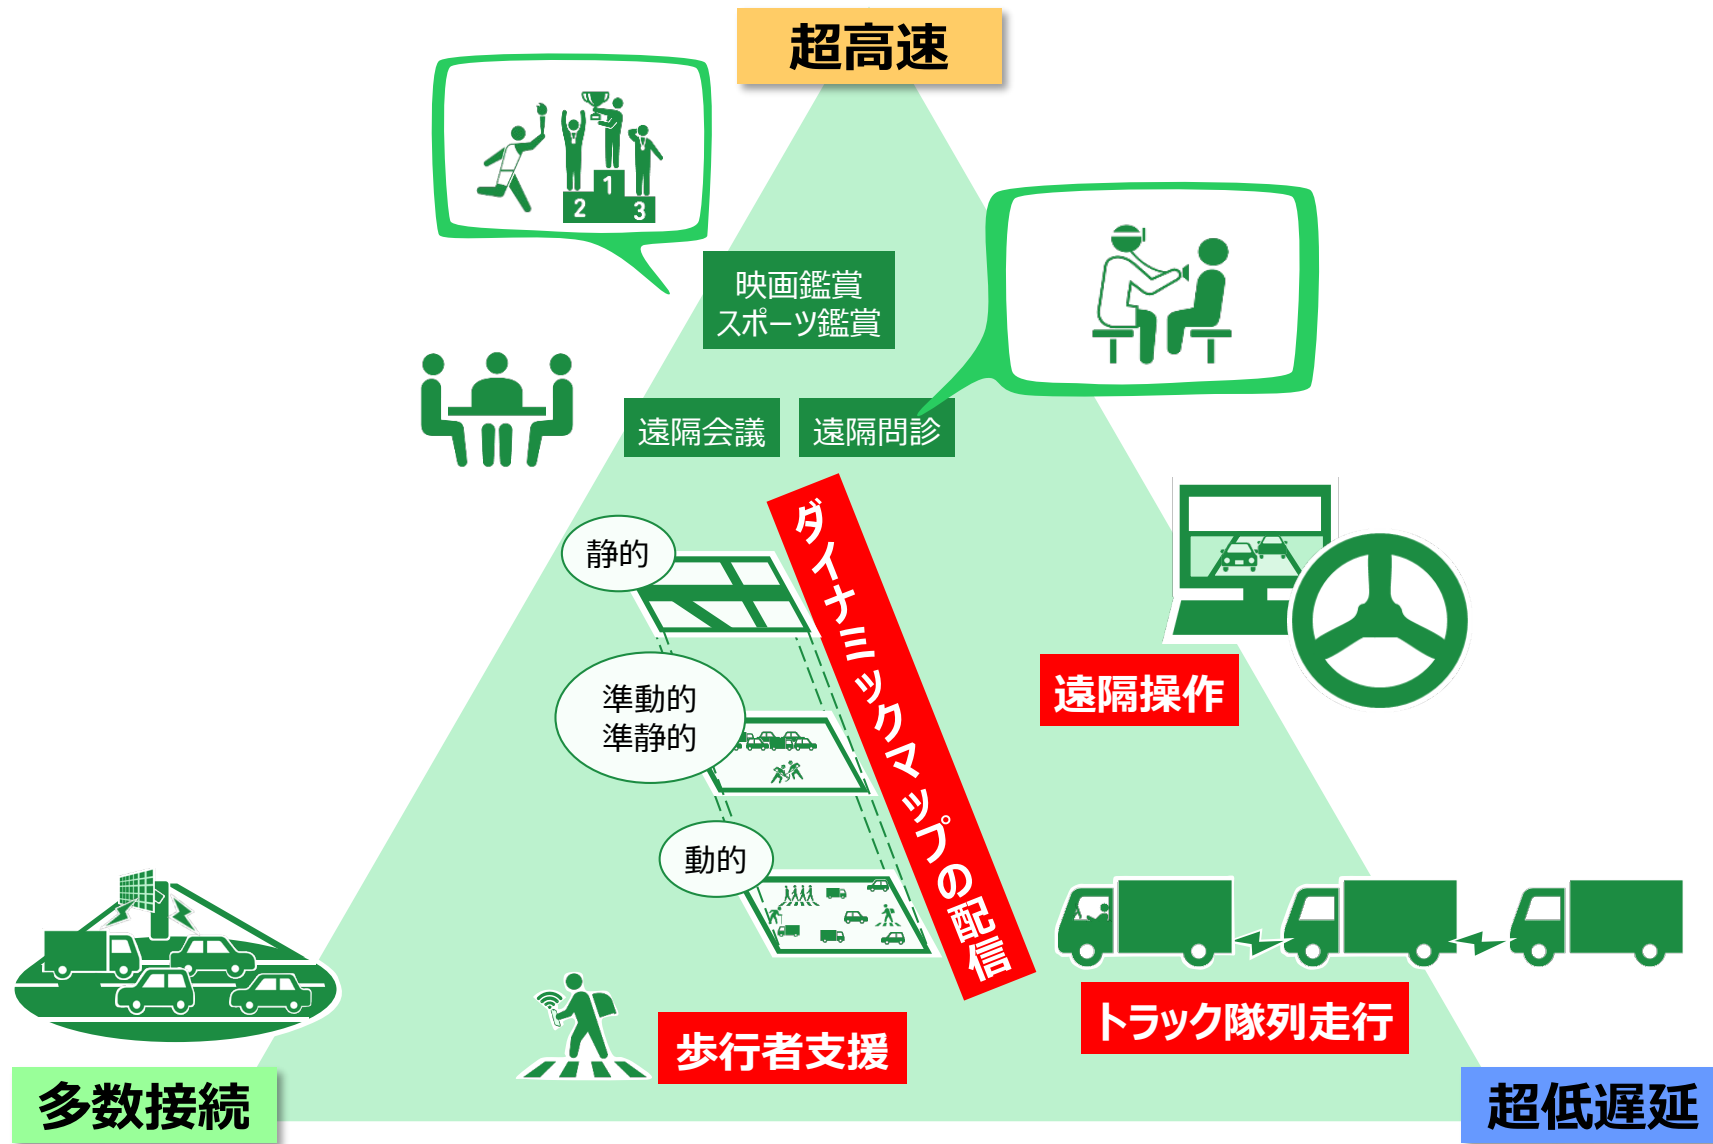 超高速
1
2
3
映画鑑賞
スポーツ鑑賞
遠隔会議
遠隔問診
静的
準動的
準静的
動的
ダイナミックマップの配信
遠隔操作
トラック隊列走行
歩行者支援
多数接続
超低遅延